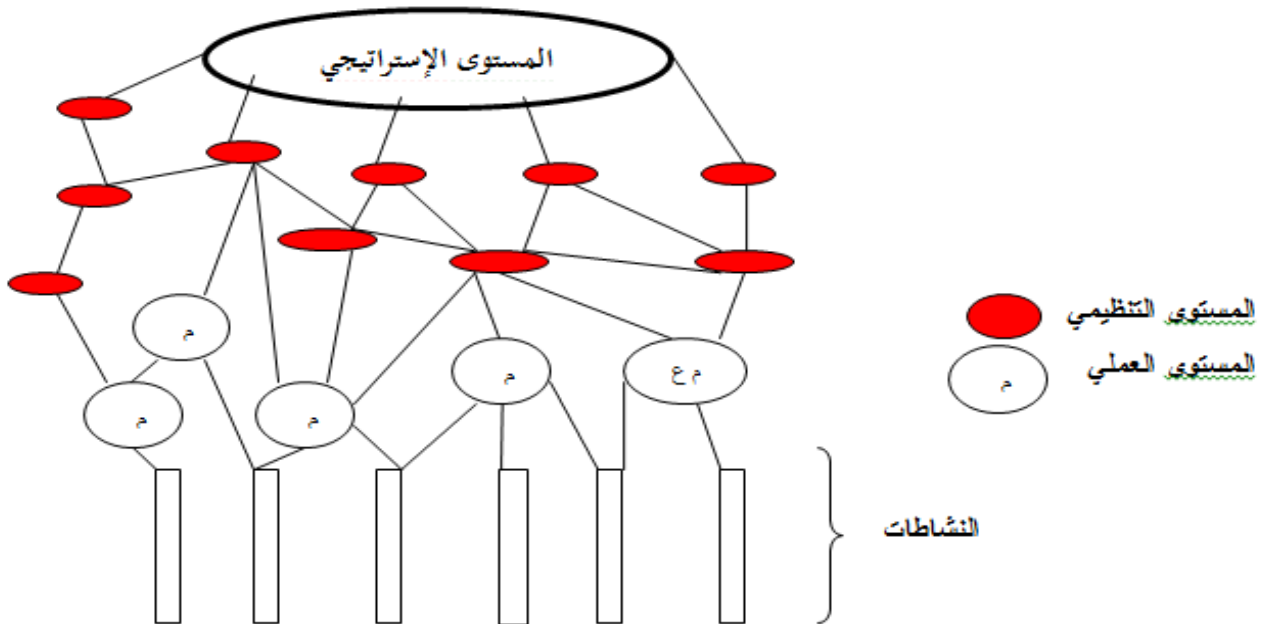 المستوى الإستراتيجي
م
م ع
م
م
م
المستوى التنظيمي
المستوى العملي
م
النشاطات